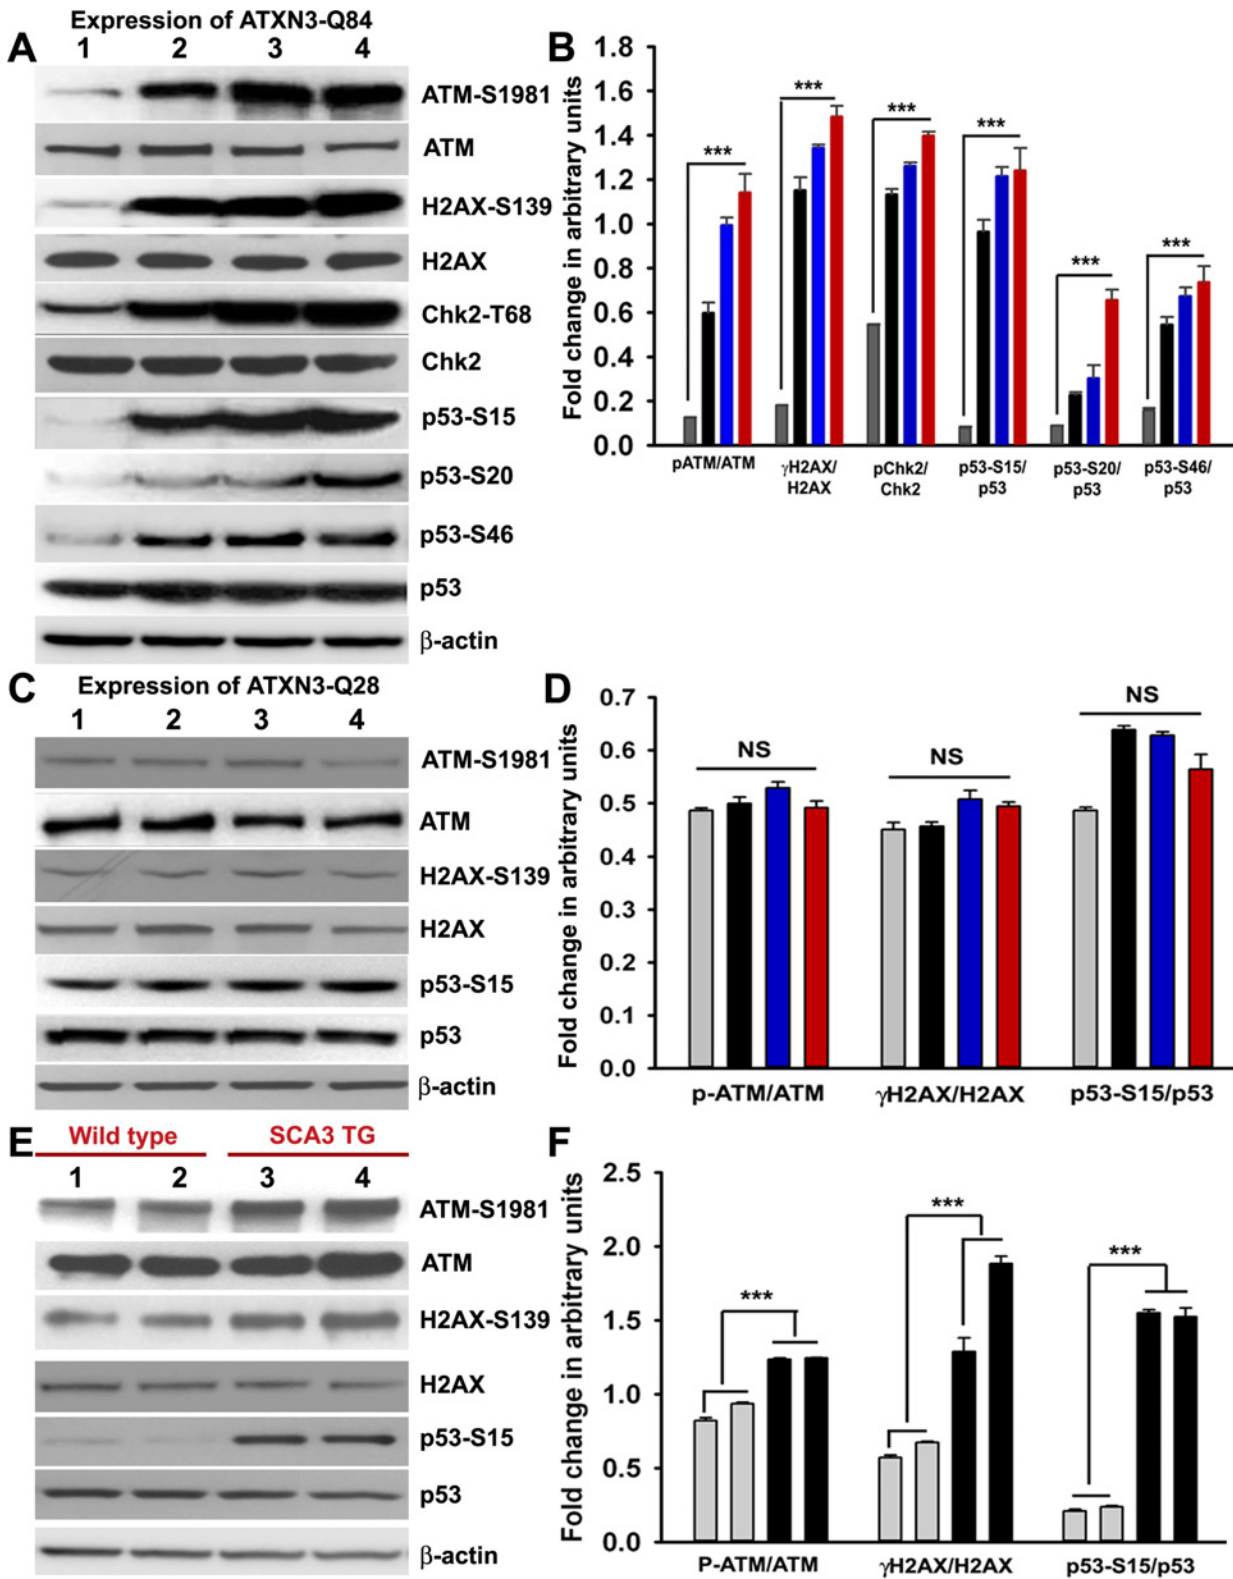 A
Expression of ATXN3-Q84
1 2 3 4
ATM-S1981
ATM
H2AX-S139
H2AX
Chk2-T68
Chk2
p53-S15
p53-S20
p53-S46
p53
β-actin
B
Fold change in arbitrary units
1.8
1.6
1.4
1.2
1.0
0.8
0.6
0.4
0.2
0.0
***
***
***
***
***
***
pATM/ATM
γH2AX/
H2AX
pChk2/
Chk2
p53-S15/
p53
p53-S20/
p53
p53-S46/
p53
C
Expression of ATXN3-Q28
1 2 3 4
ATM-S1981
ATM
H2AX-S139
H2AX
p53-S15
p53
β-actin
D
Fold change in arbitrary units
0.7
0.6
0.5
0.4
0.3
0.2
0.1
0.0
NS
NS
NS
p-ATM/ATM
γH2AX/H2AX
p53-S15/p53
E
Wild type SCA3 TG
1 2 3 4
ATM-S1981
ATM
H2AX-S139
H2AX
p53-S15
p53
β-actin
F
Fold change in arbitrary units
2.5
2.0
1.5
1.0
0.5
0.0
***
***
***
P-ATM/ATM
γH2AX/H2AX
p53-S15/p53